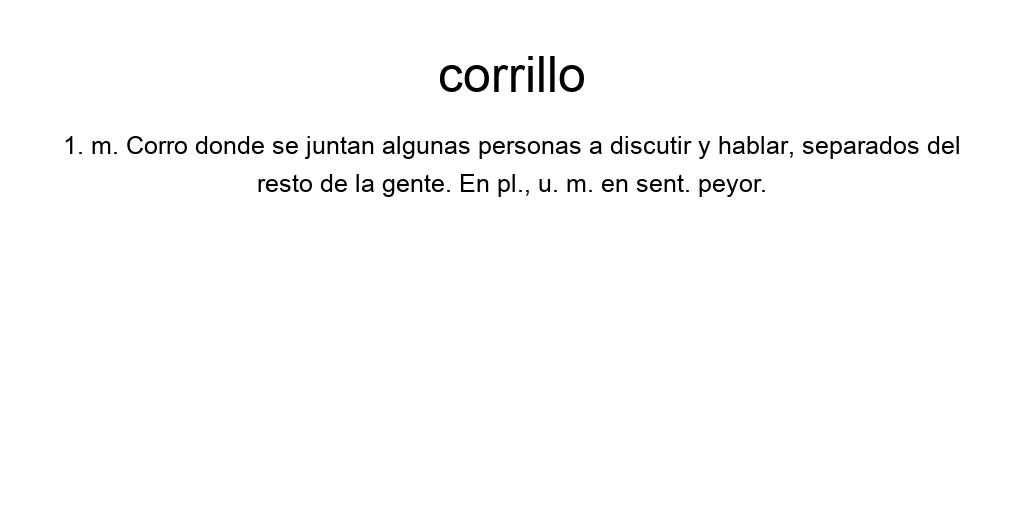 corrillo
1. m. Corro donde se juntan algunas personas a discutir y hablar, separados del
resto de la gente. En pl., u. m. en sent. peyor.